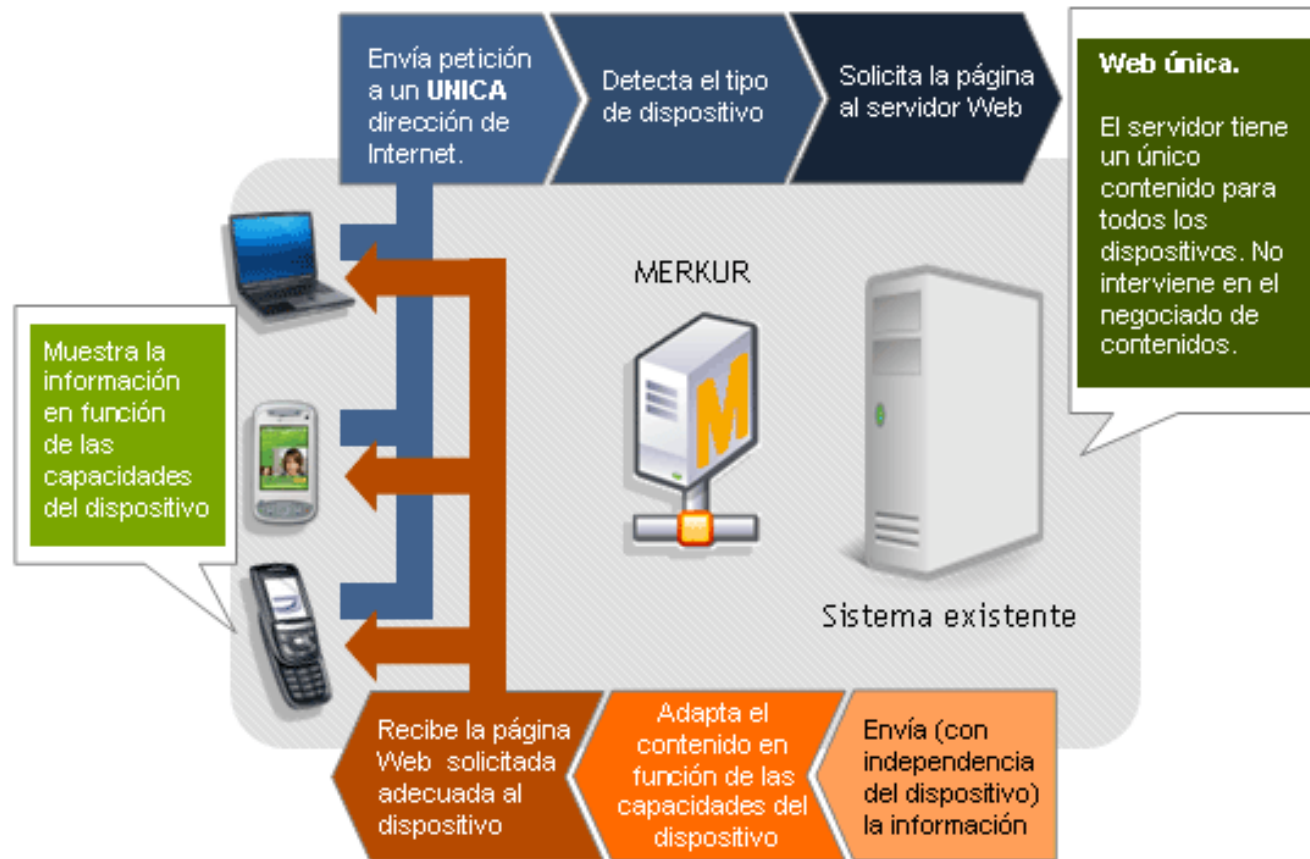 Envía petición
a un UNICA
dirección de
Internet.
Detecta el tipo
de dispositivo
Solicita la página
al servidor Web
Web única.
El servidor tiene
un único
contenido para
todos los
dispositivos. No
interviene en el
negociado de
contenidos.
MERKUR
M
Muestra la
información
en función
de las
capacidades
del dispositivo
Sistema existente
Recibe la página
Web solicitada
adecuada al
dispositivo
Adapta el
contenido en
función de las
capacidades del
dispositivo
Envía (con
independencia
del dispositivo)
la información